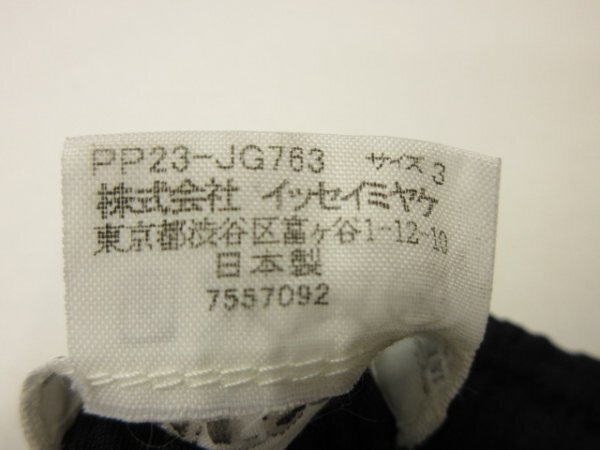 PP23-JG763 サイズ 3
株式会社 イッセイミヤケ
東京都渋谷区富ヶ谷1-12-10
日本製
7557092